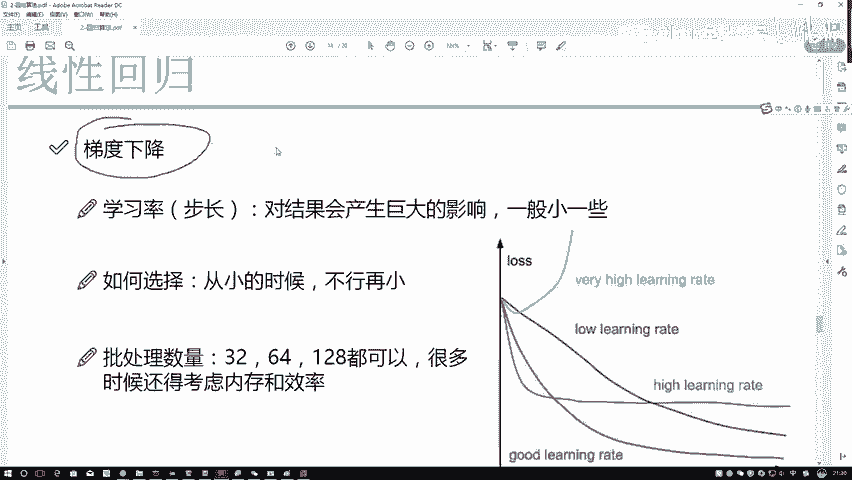 2-回归算法.pdf - Adobe Acrobat Reader DC
文件(F) 编辑(E) 视图(V) 窗口(W) 帮助(H)
主页 工具 2-回归算法.pdf
线性回归
梯度下降
学习率（步长）：对结果会产生巨大的影响，一般小一些
如何选择：从小的时候，不行再小
批处理数量：32，64，128都可以，很多
时候还得考虑内存和效率
loss
very high learning rate
low learning rate
high learning rate
good learning rate
21:30